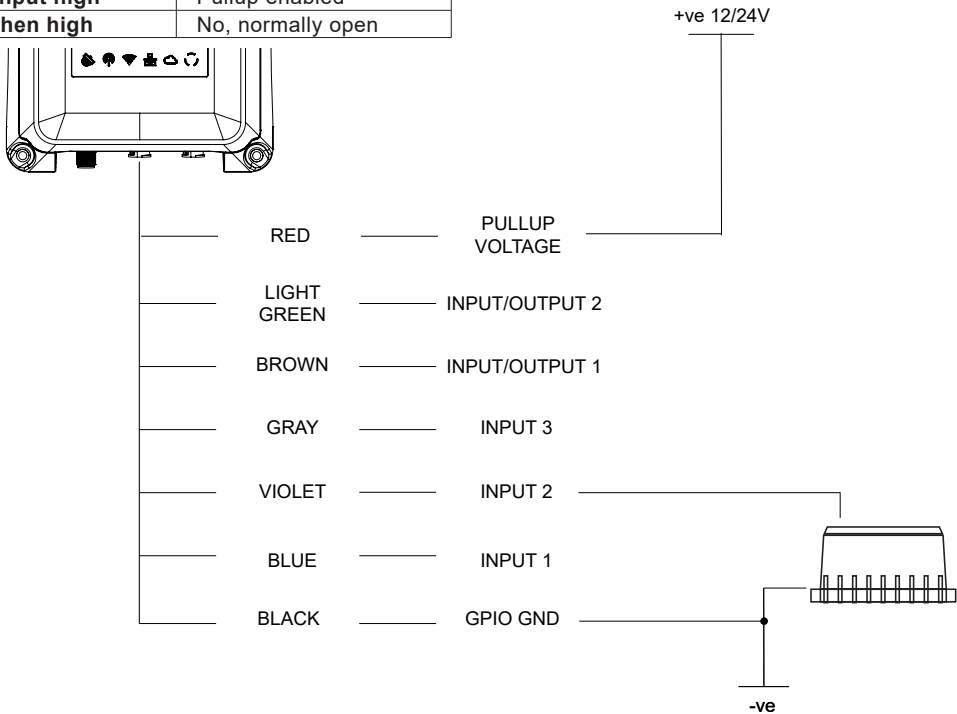 input high Pullup enabled
hen high No, normally open
+ve 12/24V
RED PULLUP
VOLTAGE
LIGHT
GREEN INPUT/OUTPUT 2
BROWN INPUT/OUTPUT 1
GRAY INPUT 3
VIOLET INPUT 2
BLUE INPUT 1
BLACK GPIO GND
-ve